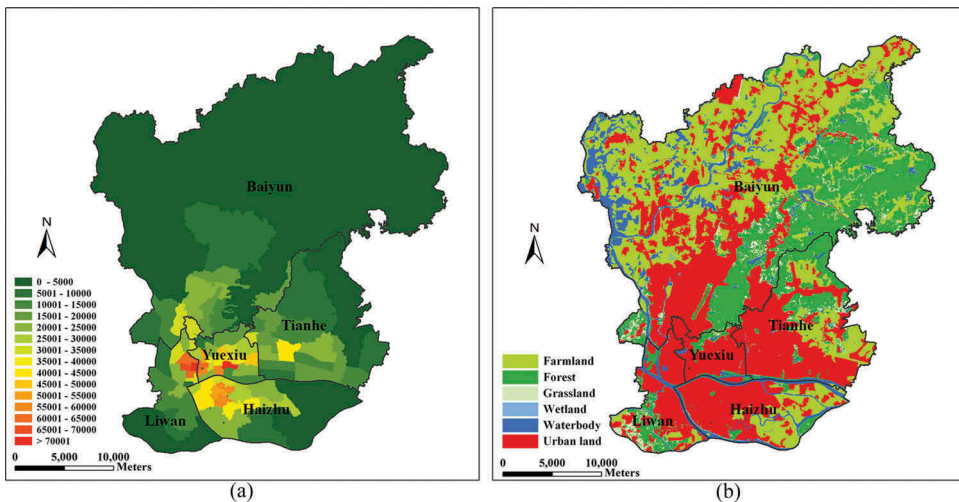 Baiyun
N
0 - 5000
5001 - 10000
10001 - 15000
15001 - 20000
20001 - 25000
25001 - 30000
30001 - 35000
35001 - 40000
40001 - 45000
45001 - 50000
50001 - 55000
55001 - 60000
60001 - 65000
65001 - 70000
> 70001
Tianhe
Yuexiu
Haizhu
Liwan
0 5,000 10,000
Meters
(a)
Baiyun
N
Tianhe
Yuexiu
Haizhu
Liwan
Farmland
Forest
Grassland
Wetland
Waterbody
Urban land
0 5,000 10,000
Meters
(b)